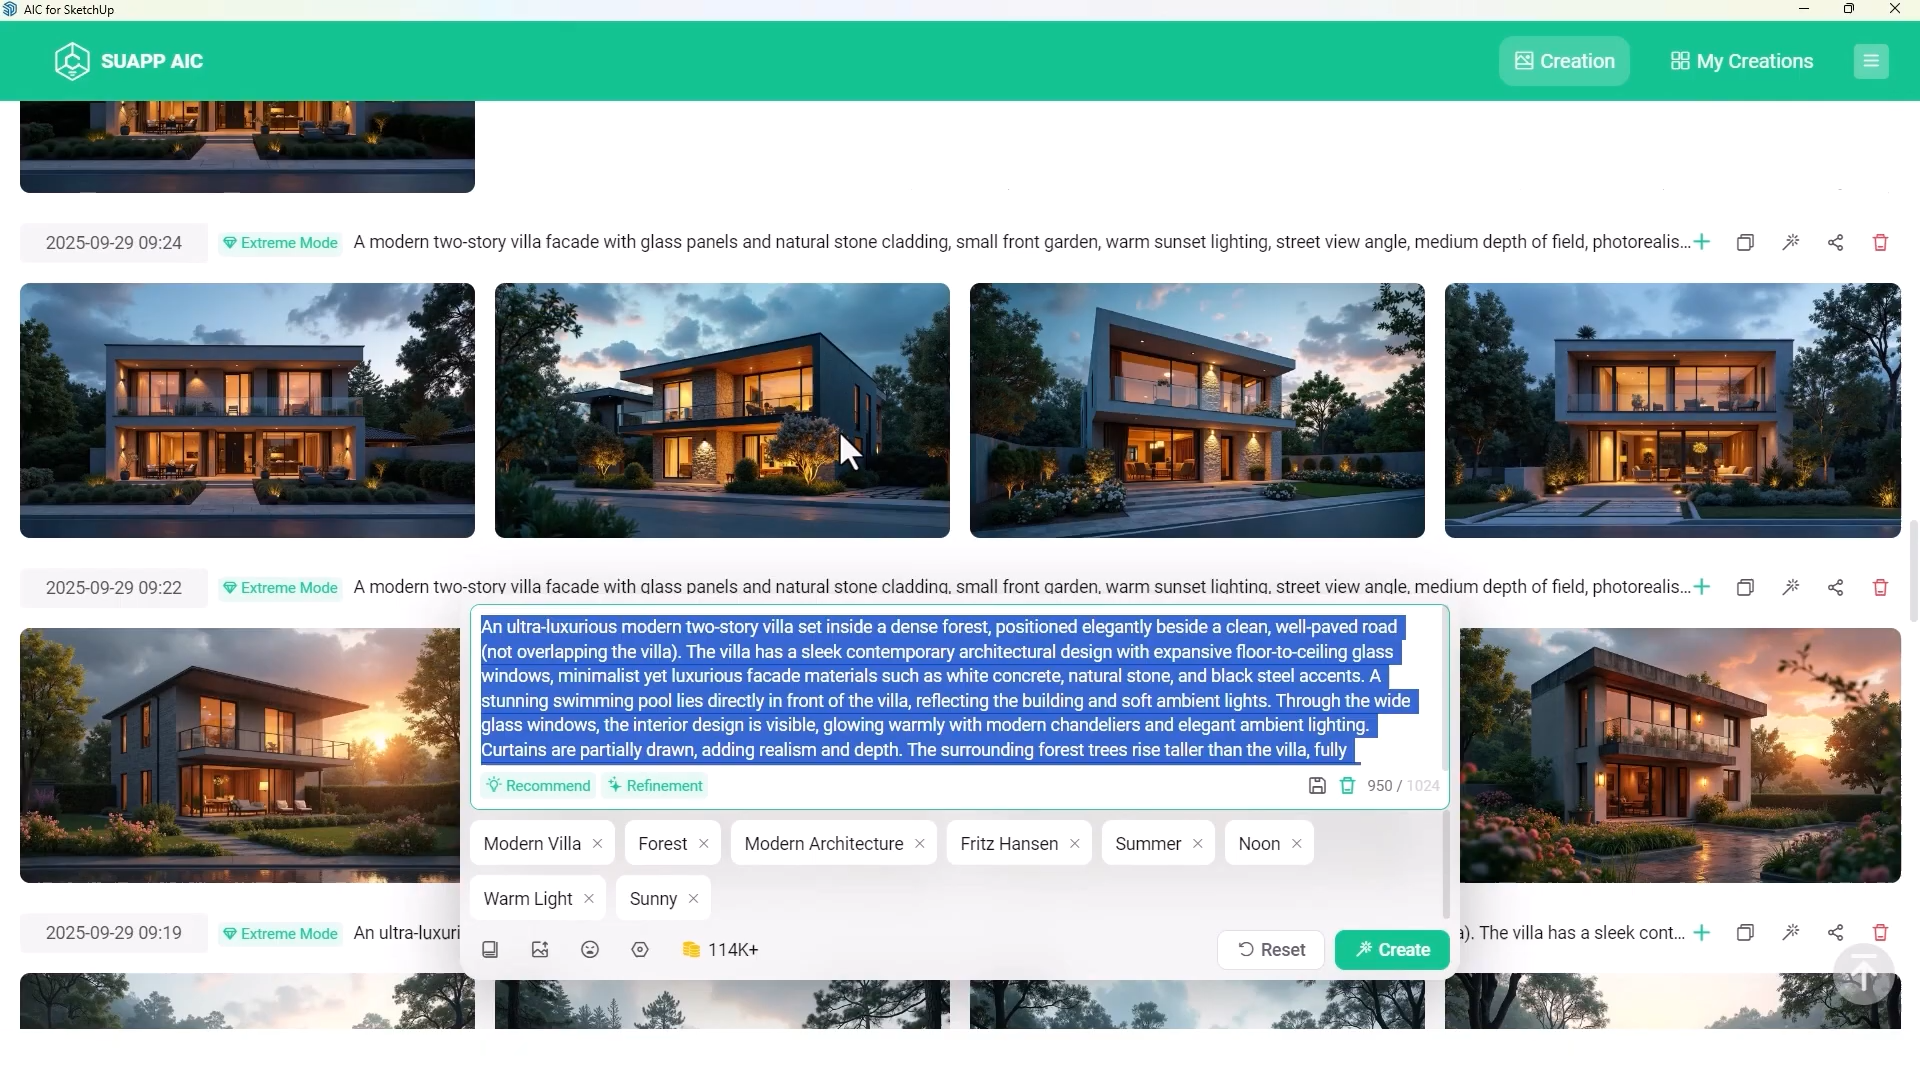 AIC for SketchUp
SUAPP AIC
Creation
My Creations
2025-09-29 09:24
Extreme Mode
A modern two-story villa facade with glass panels and natural stone cladding, small front garden, warm sunset lighting, street view angle, medium depth of field, photorealis...
2025-09-29 09:22
Extreme Mode
A modern two-story villa facade with glass panels and natural stone cladding, small front garden, warm sunset lighting, street view angle, medium depth of field, photorealis...
An ultra-luxurious modern two-story villa set inside a dense forest, positioned elegantly beside a clean, well-paved road
(not overlapping the villa). The villa has a sleek contemporary architectural design with expansive floor-to-ceiling glass
windows, minimalist yet luxurious facade materials such as white concrete, natural stone, and black steel accents. A
stunning swimming pool lies directly in front of the villa, reflecting the building and soft ambient lights. Through the wide
glass windows, the interior design is visible, glowing warmly with modern chandeliers and elegant ambient lighting.
Curtains are partially drawn, adding realism and depth. The surrounding forest trees rise taller than the villa, fully
Recommend
Refinement
950 / 1024
Modern Villa
Forest
Modern Architecture
Fritz Hansen
Summer
Noon
Warm Light
Sunny
2025-09-29 09:19
Extreme Mode
An ultra-luxuri
a). The villa has a sleek cont...
114K+
Reset
Create